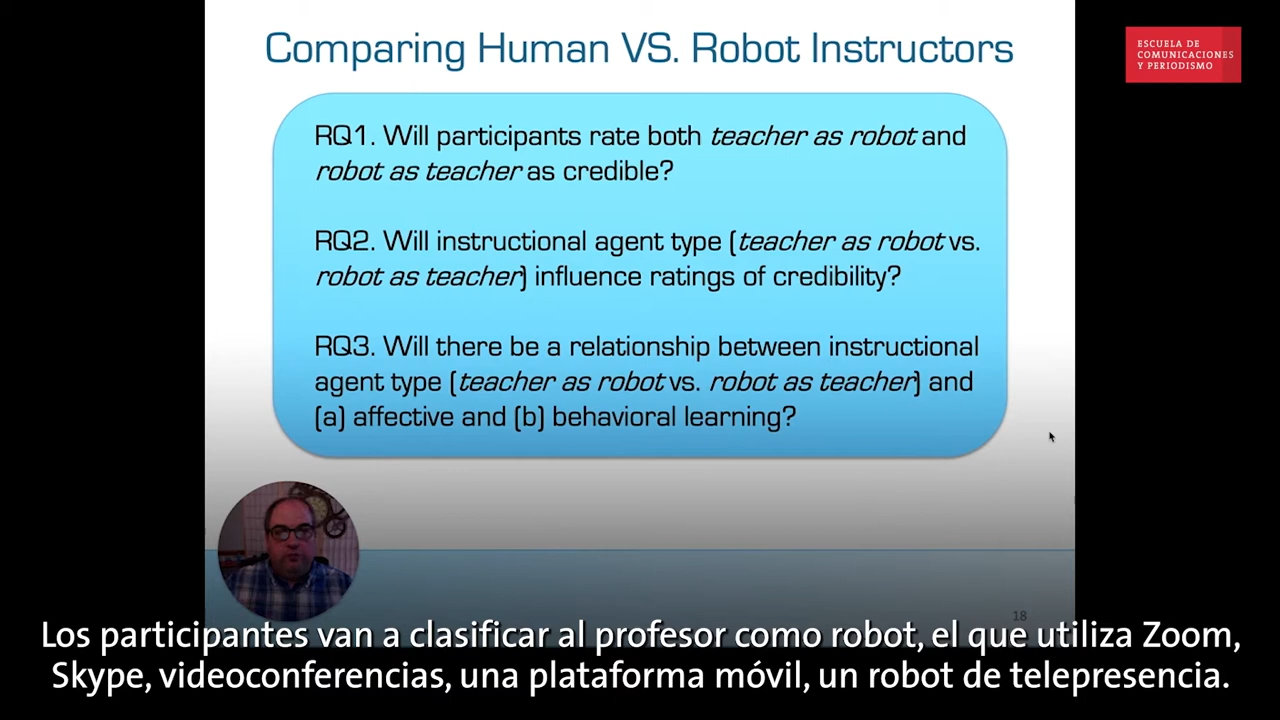 Comparing Human VS. Robot Instructors
ESCUELA DE
COMUNICACIONES
Y PERIODISMO
RQ1. Will participants rate both teacher as robot and
robot as teacher as credible?
RQ2. Will instructional agent type (teacher as robot vs.
robot as teacher) influence ratings of credibility?
RQ3. Will there be a relationship between instructional
agent type (teacher as robot vs. robot as teacher) and
(a) affective and (b) behavioral learning?
18
Los participantes van a clasificar al profesor como robot, el que utiliza Zoom,
Skype, videoconferencias, una plataforma móvil, un robot de telepresencia.